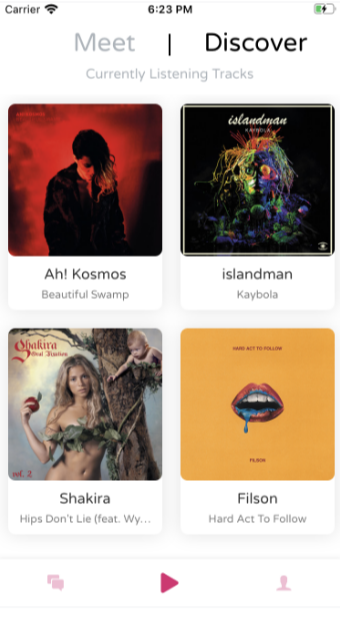 Carrier 6:23 PM
Meet | Discover
Currently Listening Tracks
islandman
KAYBOLA
Ah! Kosmos
Beautiful Swamp
islandman
Kaybola
Shakira
Oral Fixation
vol. 2
HARD ACT TO FOLLOW
FILSON
Shakira
Hips Don't Lie (feat. Wy...
Filson
Hard Act To Follow